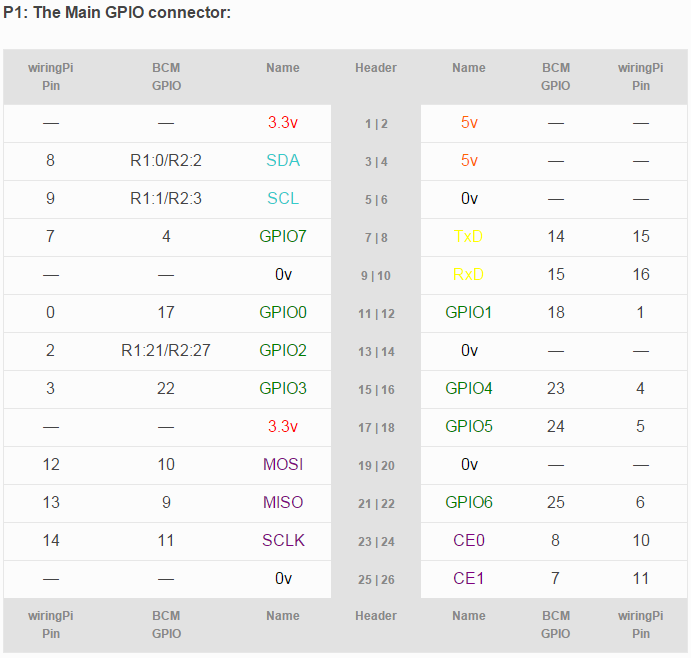 P1: The Main GPIO connector:
wiringPi Pin BCM GPIO Name Header Name BCM GPIO wiringPi Pin
— — 3.3v 1 | 2 5v — —
8 R1:0/R2:2 SDA 3 | 4 5v — —
9 R1:1/R2:3 SCL 5 | 6 0v — —
7 4 GPIO7 7 | 8 TxD 14 15
— — 0v 9 | 10 RxD 15 16
0 17 GPIO0 11 | 12 GPIO1 18 1
2 R1:21/R2:27 GPIO2 13 | 14 0v — —
3 22 GPIO3 15 | 16 GPIO4 23 4
— — 3.3v 17 | 18 GPIO5 24 5
12 10 MOSI 19 | 20 0v — —
13 9 MISO 21 | 22 GPIO6 25 6
14 11 SCLK 23 | 24 CE0 8 10
— — 0v 25 | 26 CE1 7 11
wiringPi Pin BCM GPIO Name Header Name BCM GPIO wiringPi Pin